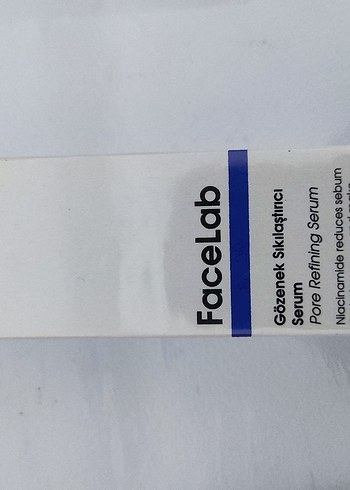 FaceLab
Gözenek Sıkılaştırıcı
Serum
Pore Refining Serum
Niacinamide reduces sebum